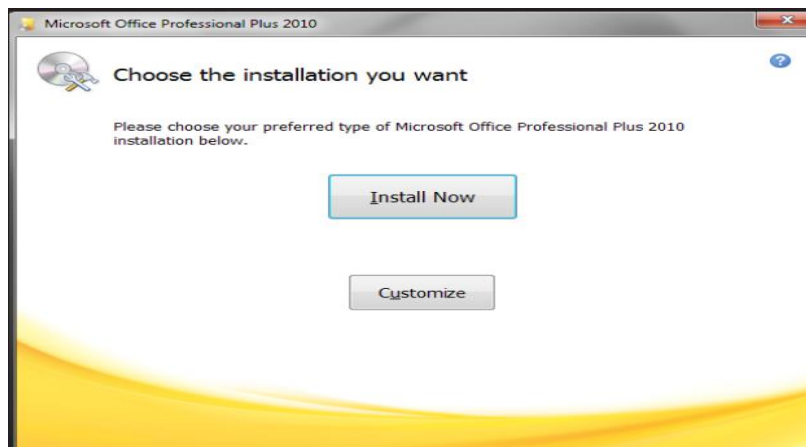 Microsoft Office Professional Plus 2010
Choose the installation you want
Please choose your preferred type of Microsoft Office Professional Plus 2010
installation below.
Install Now
Customize